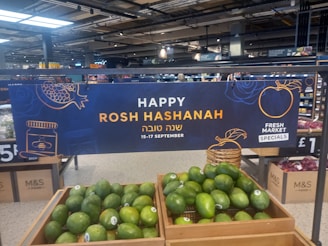 HAPPY
ROSH HASHANAH
שנה טובה
15-17 SEPTEMBER
FRESH
MARKET
SPECIALS
£1
M&S
M&S